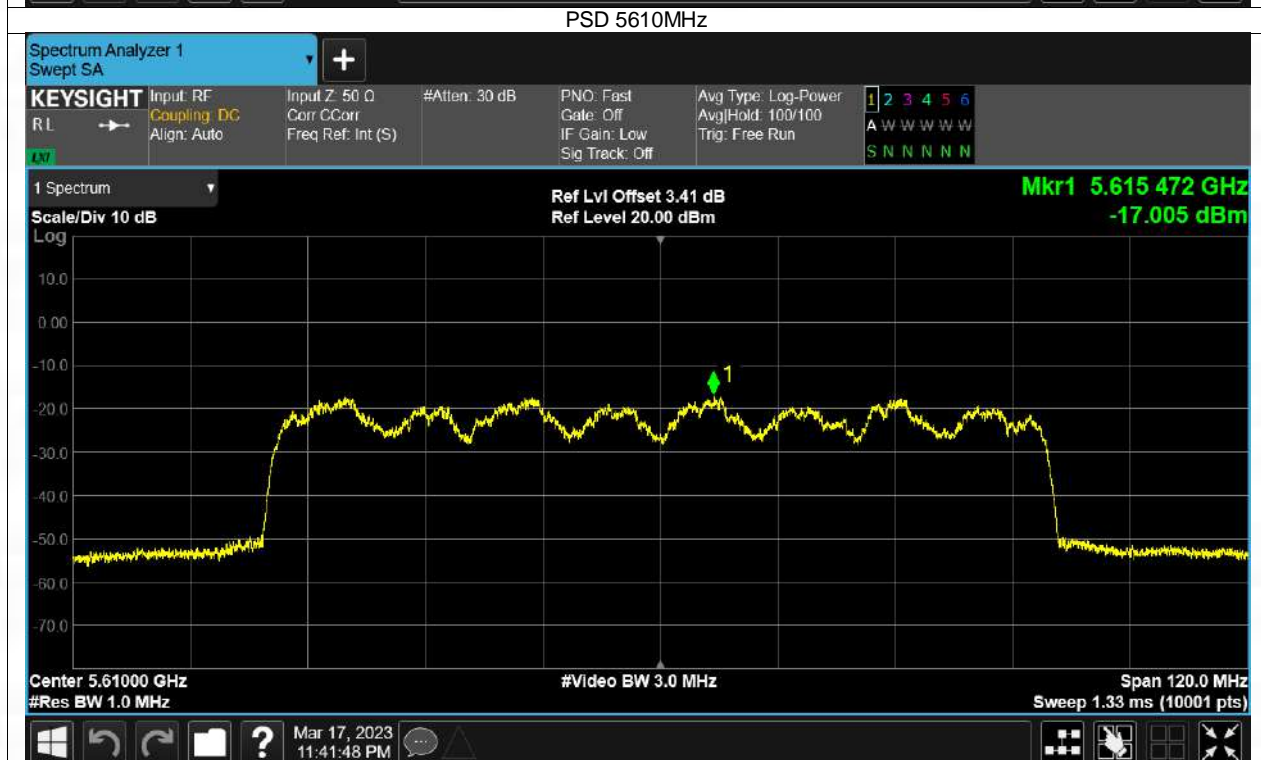 PSD 5610MHz
Spectrum Analyzer 1
Swept SA
+
KEYSIGHT Input: RF Input Z: 50 Ω #Atten: 30 dB PNO: Fast Avg Type: Log-Power 1 2 3 4 5 6
RL Coupling: DC Corr CCorr Gate: Off Avg|Hold: 100/100 A W W W W W
Align: Auto Freq Ref: Int (S) IF Gain: Low Trig: Free Run
LXI Sig Track: Off S N N N N N
1 Spectrum Ref Lvl Offset 3.41 dB Mkr1 5.615 472 GHz
Scale/Div 10 dB Ref Level 20.00 dBm -17.005 dBm
Log
10.0
0.00
-10.0
1
-20.0
-30.0
-40.0
-50.0
-60.0
-70.0
Center 5.61000 GHz #Video BW 3.0 MHz Span 120.0 MHz
#Res BW 1.0 MHz Sweep 1.33 ms (10001 pts)
? Mar 17, 2023
11:41:48 PM